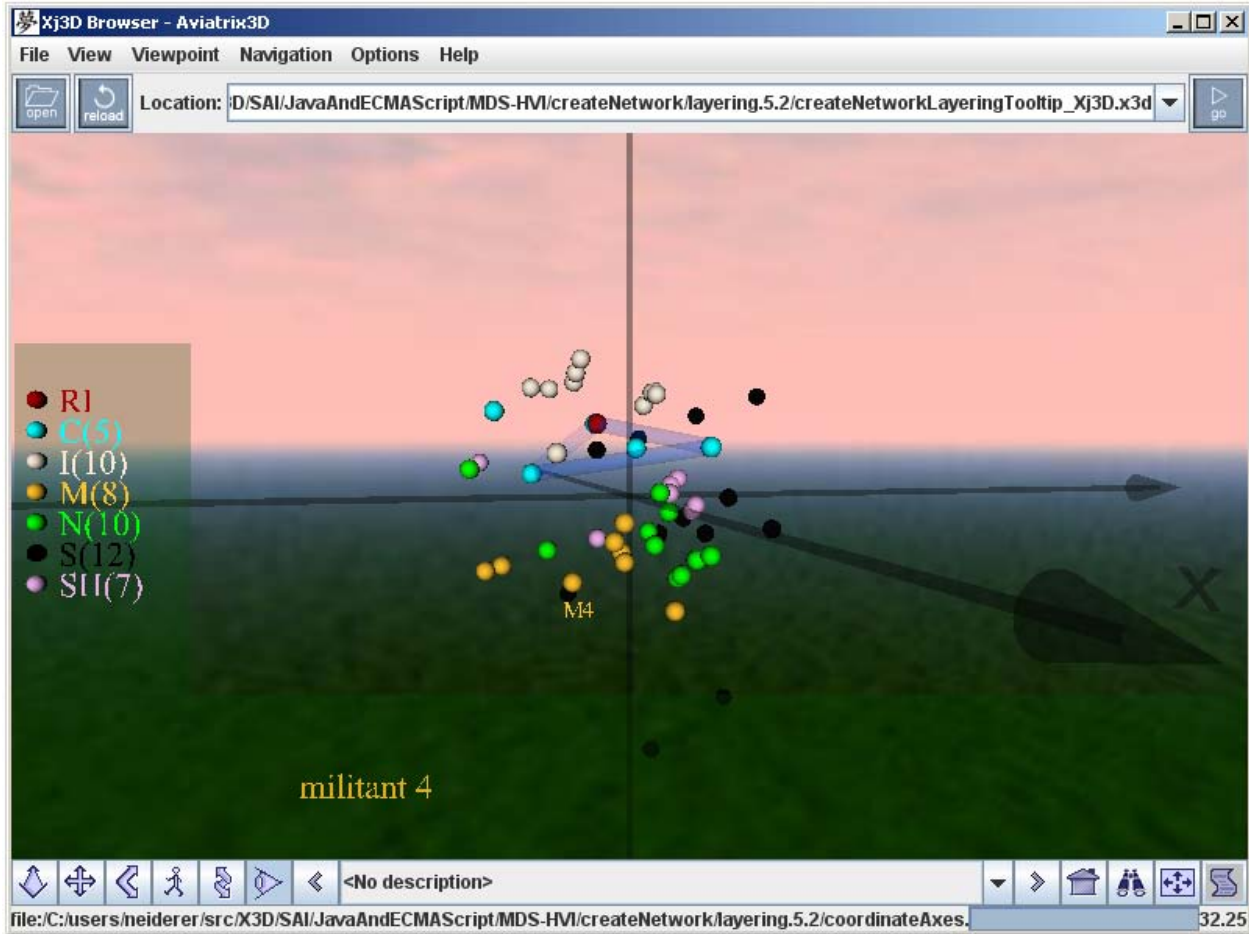 夢 Xj3D Browser - Aviatrix3D
File View Viewpoint Navigation Options Help
open reload Location: D/SAI/JavaAndECMAScript/MDS-HVI/createNetwork/layering.5.2/createNetworkLayeringTooltip_Xj3D.x3d go
R1
C(5)
I(10)
M(8)
N(10)
S(12)
SH(7)
X
M4
militant 4
<No description>
file:/C:/users/neiderer/src/X3D/SAI/JavaAndECMAScript/MDS-HVI/createNetwork/layering.5.2/coordinateAxes. 32.25